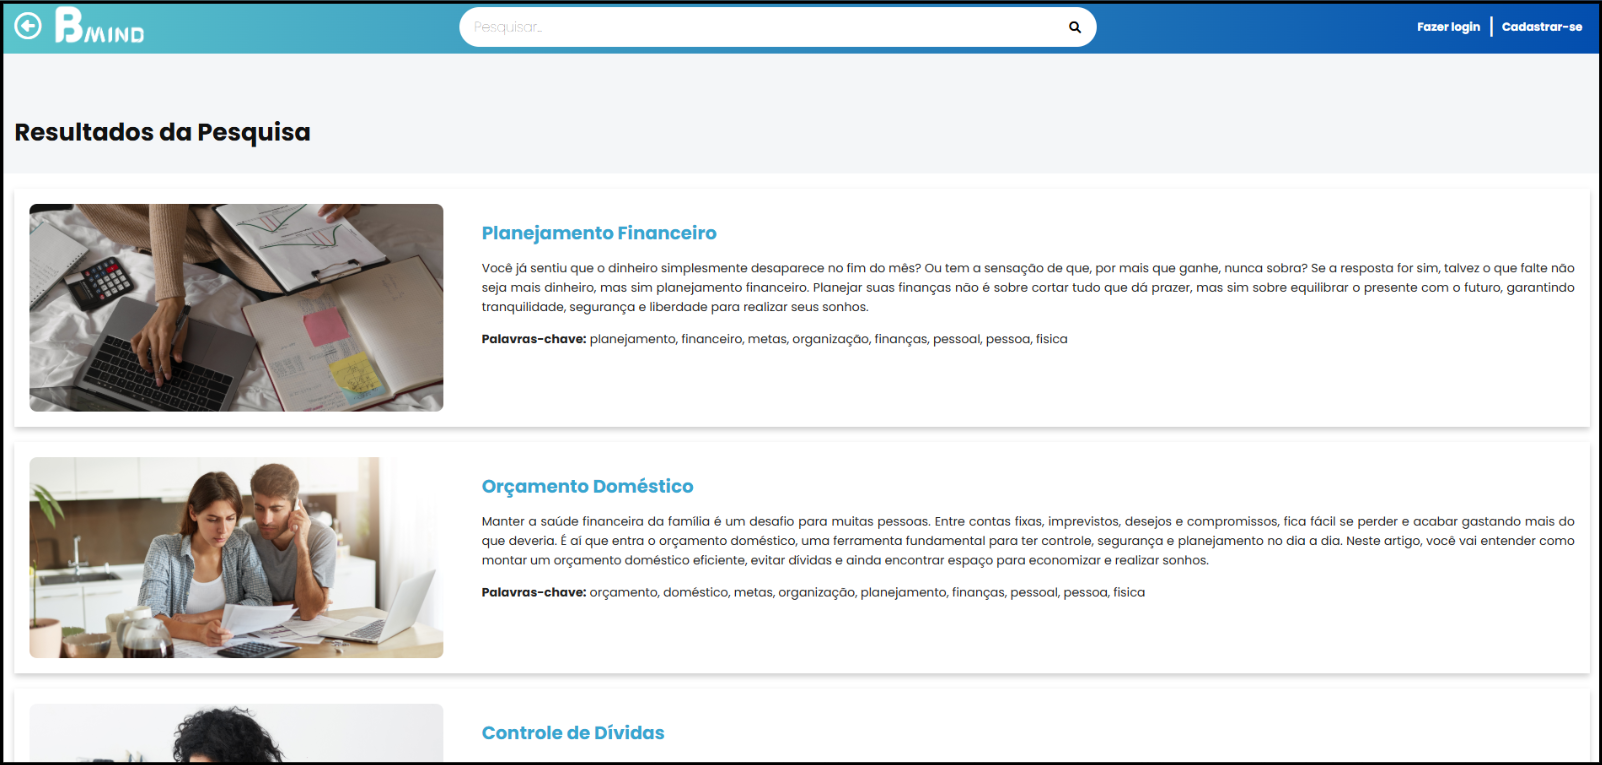 BMIND
Pesquisar...
Fazer login
Cadastrar-se
Resultados da Pesquisa
Planejamento Financeiro
Você já sentiu que o dinheiro simplesmente desaparece no fim do mês? Ou tem a sensação de que, por mais que ganhe, nunca sobra? Se a resposta for sim, talvez o que falte não
seja mais dinheiro, mas sim planejamento financeiro. Planejar suas finanças não é sobre cortar tudo que dá prazer, mas sim sobre equilibrar o presente com o futuro, garantindo
tranquilidade, segurança e liberdade para realizar seus sonhos.
Palavras-chave: planejamento, financeiro, metas, organização, finanças, pessoal, pessoa, física
Orçamento Doméstico
Manter a saúde financeira da família é um desafio para muitas pessoas. Entre contas fixas, imprevistos, desejos e compromissos, fica fácil se perder e acabar gastando mais do
que deveria. É aí que entra o orçamento doméstico, uma ferramenta fundamental para ter controle, segurança e planejamento no dia a dia. Neste artigo, você vai entender como
montar um orçamento doméstico eficiente, evitar dívidas e ainda encontrar espaço para economizar e realizar sonhos.
Palavras-chave: orçamento, doméstico, metas, organização, planejamento, finanças, pessoal, pessoa, física
Controle de Dívidas